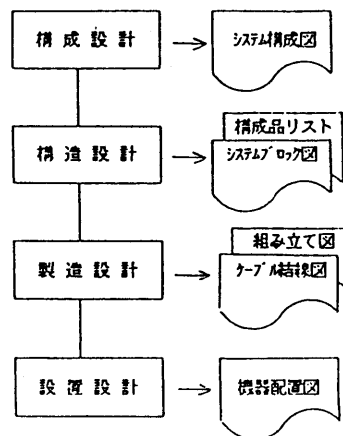 構成設計
システム構成図
構造設計
構成品リスト
システムブロック図
製造設計
組み立て図
ケーブル結線図
設置設計
機器配置図